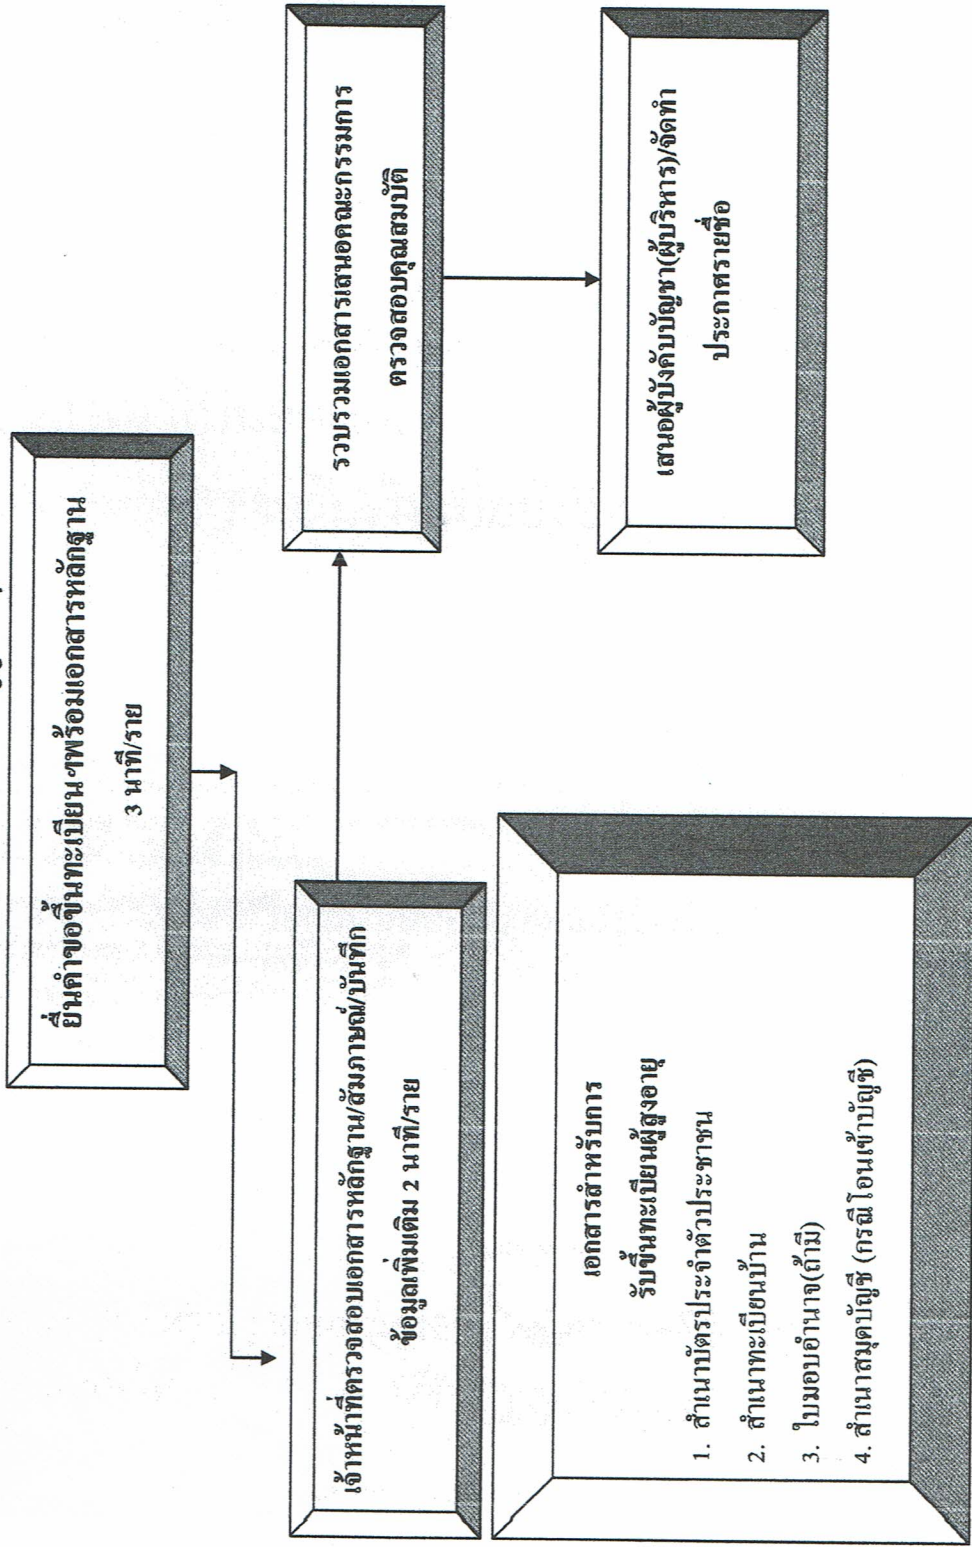 ยื่นคำขอขึ้นทะเบียนฯพร้อมเอกสารหลักฐาน
3 นาที/ราย
เจ้าหน้าที่ตรวจสอบเอกสารหลักฐาน/สัมภาษณ์/บันทึก
ข้อมูลเพิ่มเติม 2 นาที/ราย
รวบรวมเอกสารเสนอคณะกรรมการ
ตรวจสอบคุณสมบัติ
เสนอผู้บังคับบัญชา(ผู้บริหาร)/จัดทำ
ประกาศรายชื่อ
เอกสารสำหรับการ
รับขึ้นทะเบียนผู้สูงอายุ
1. สำเนาบัตรประจำตัวประชาชน
2. สำเนาทะเบียนบ้าน
3. ใบมอบอำนาจ(ถ้ามี)
4. สำเนาสมุดบัญชี (กรณีโอนเข้าบัญชี)